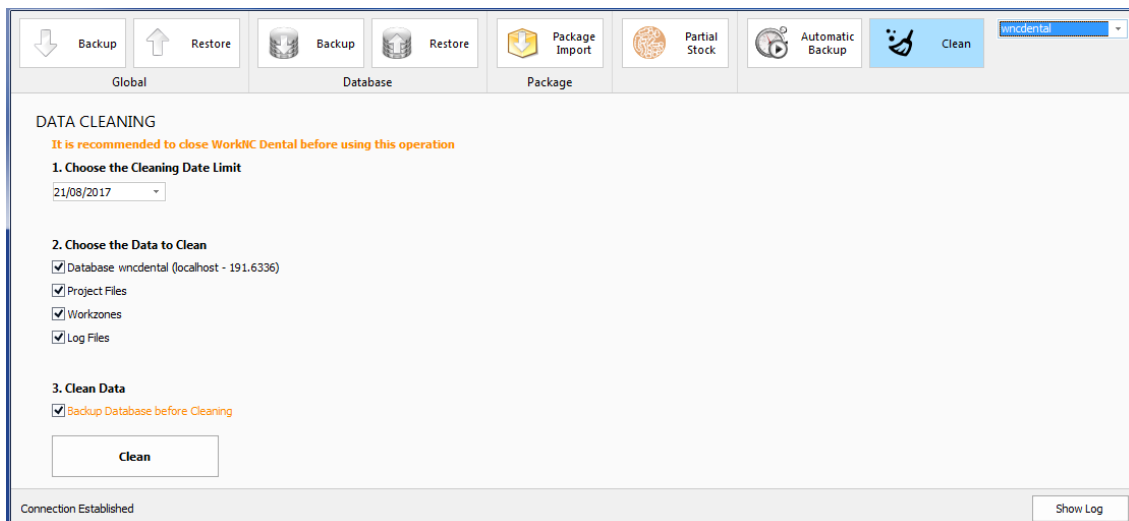 Backup
Restore
Backup
Restore
Package
Import
Partial
Stock
Automatic
Backup
Clean
wncdental
Global
Database
Package
DATA CLEANING
It is recommended to close WorkNC Dental before using this operation
1. Choose the Cleaning Date Limit
21/08/2017
2. Choose the Data to Clean
Database wncdental (localhost - 191.6336)
Project Files
Workzones
Log Files
3. Clean Data
Backup Database before Cleaning
Clean
Connection Established
Show Log